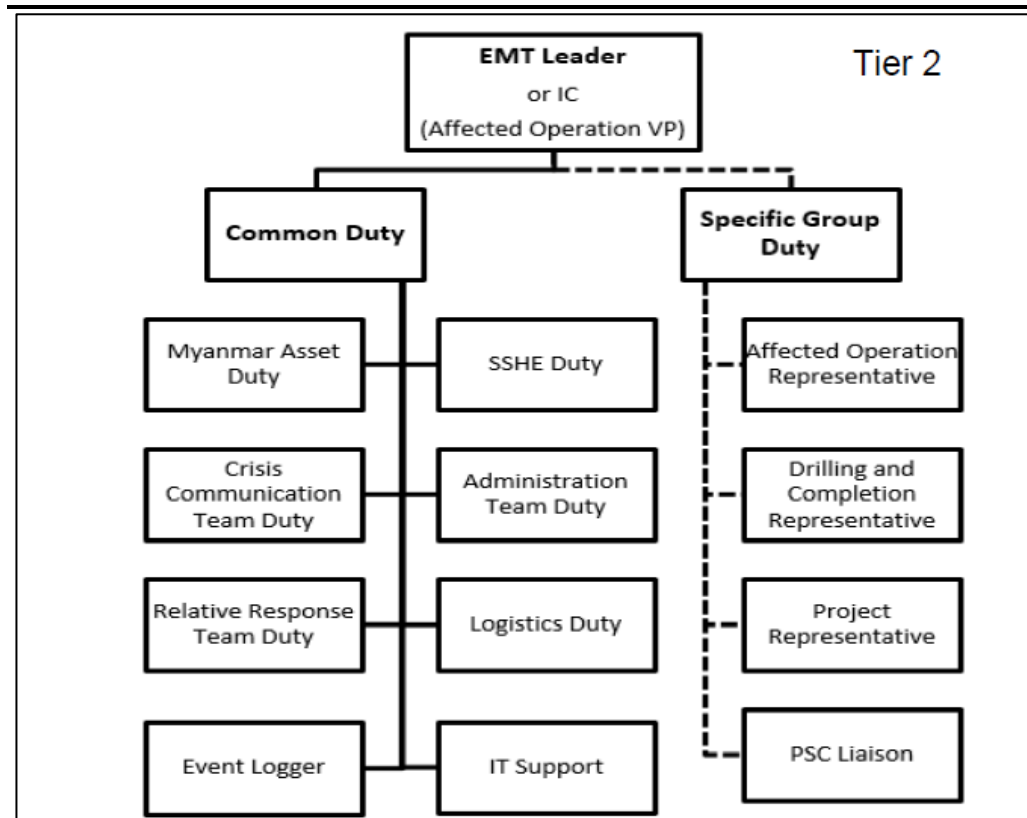 Tier 2
EMT Leader
or IC
(Affected Operation VP)
Common Duty
Specific Group
Duty
Myanmar Asset
Duty
SSHE Duty
Affected Operation
Representative
Crisis
Communication
Team Duty
Administration
Team Duty
Drilling and
Completion
Representative
Relative Response
Team Duty
Logistics Duty
Project
Representative
Event Logger
IT Support
PSC Liaison